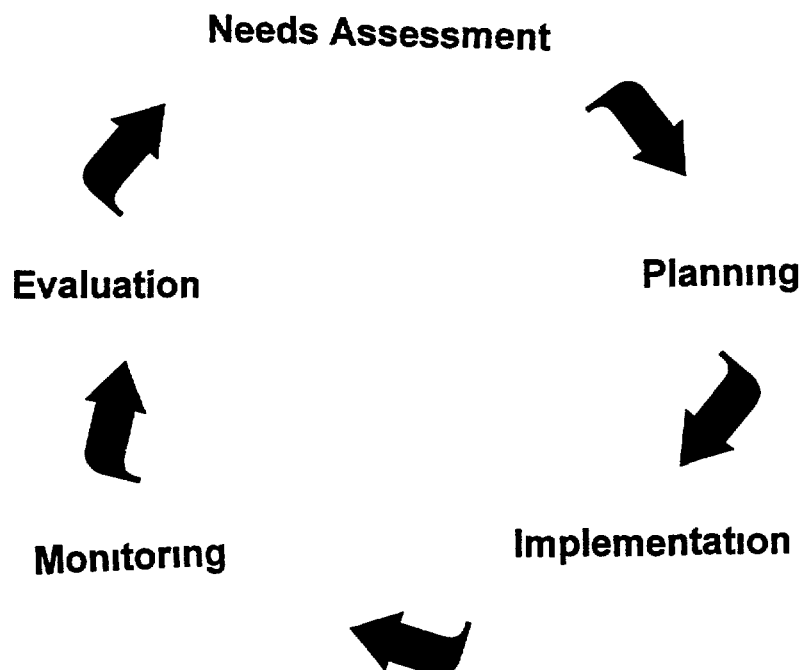 Needs Assessment
Planning
Implementation
Monitoring
Evaluation